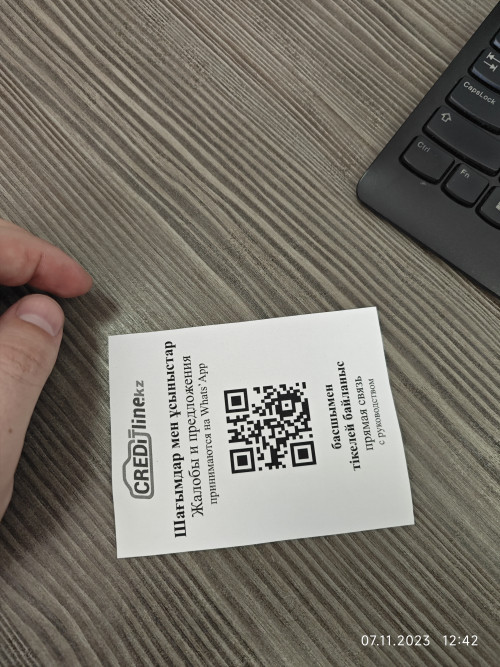 CREDITline.kz
Шағымдар мен ұсыныстар
Жалобы и предложения
принимаются на Whats'App
басшымен
тікелей байланыс
прямая связь
с руководством
CapsLock
Ctrl
Fn
07.11.2023 12:42